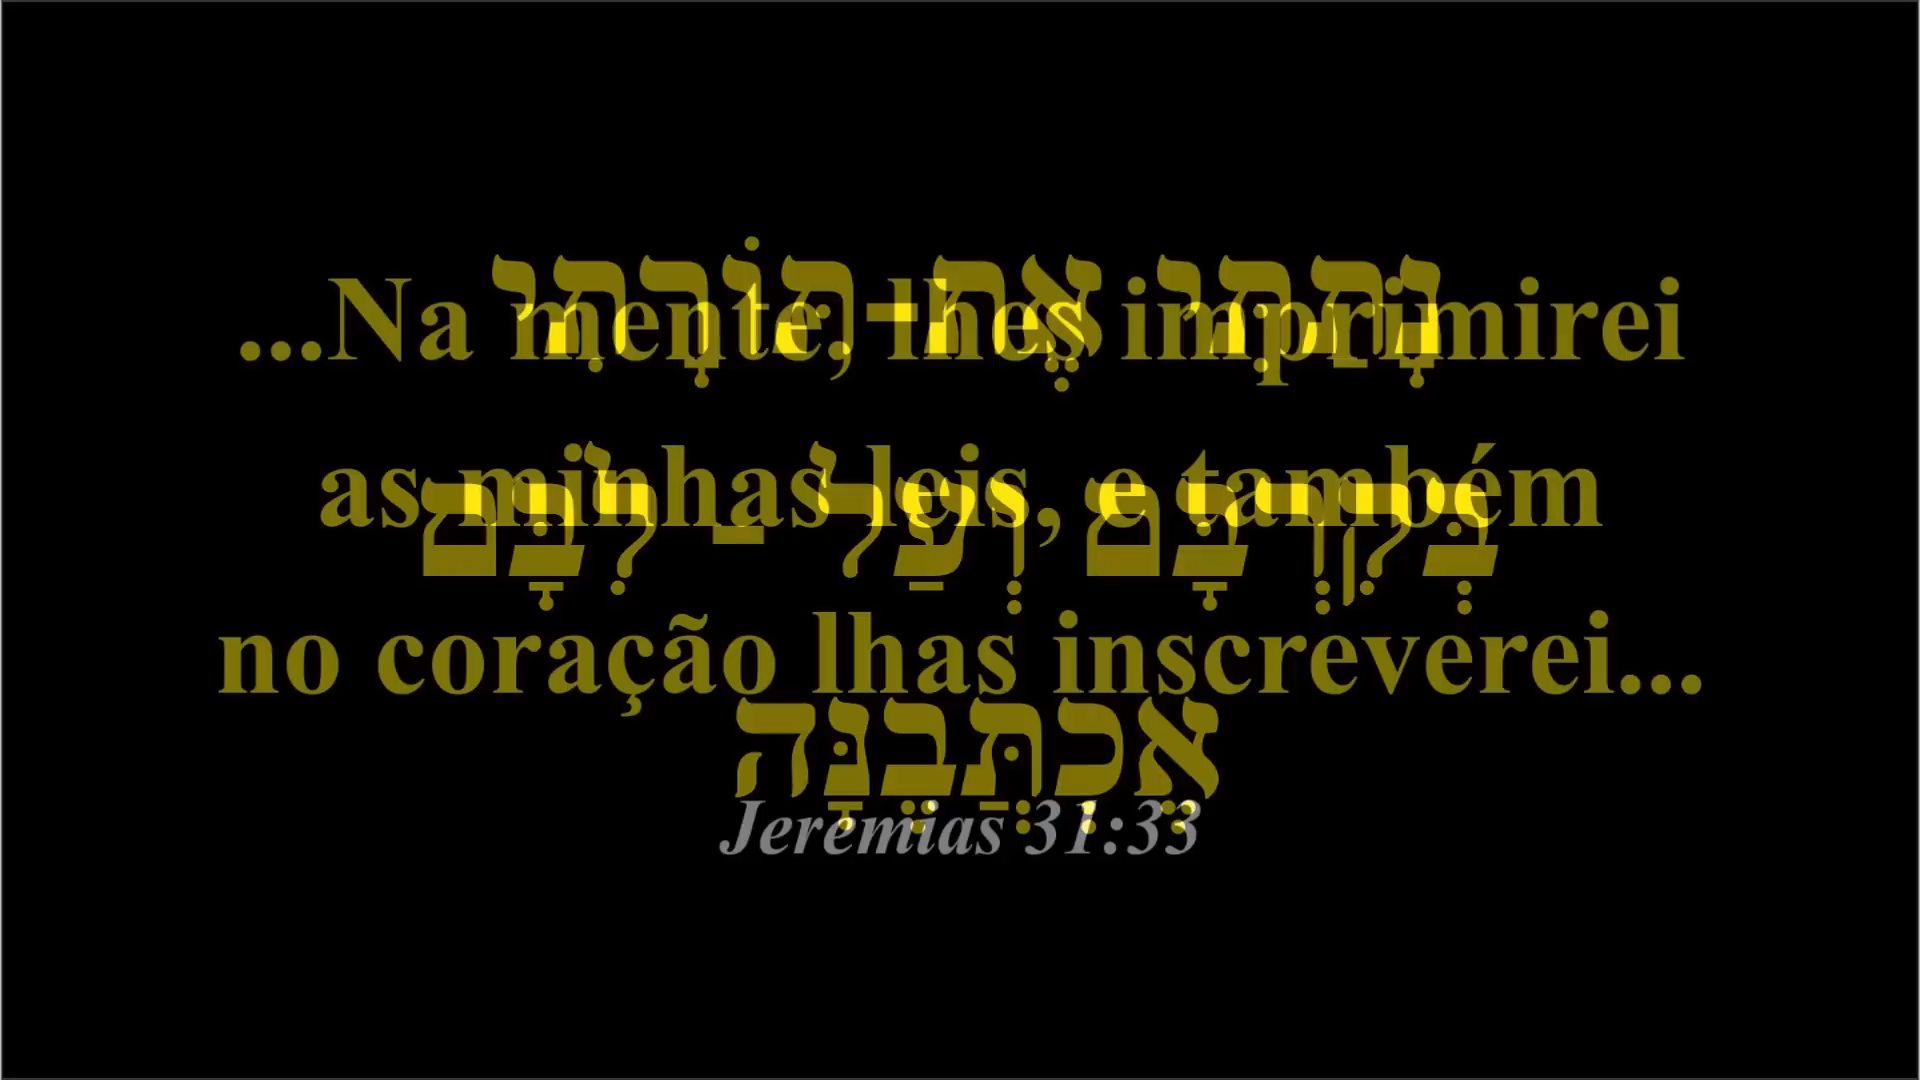 ...Na mente, lhes imprimirei
as minhas leis, e também
no coração lhas inscreverei...
נָתַתִּי אֶת-תּוֹרָתִי
בְּקִרְבָּם וְעַל-לִבָּם
אֶכְתֲּבֶנָּה
Jeremias 31:33